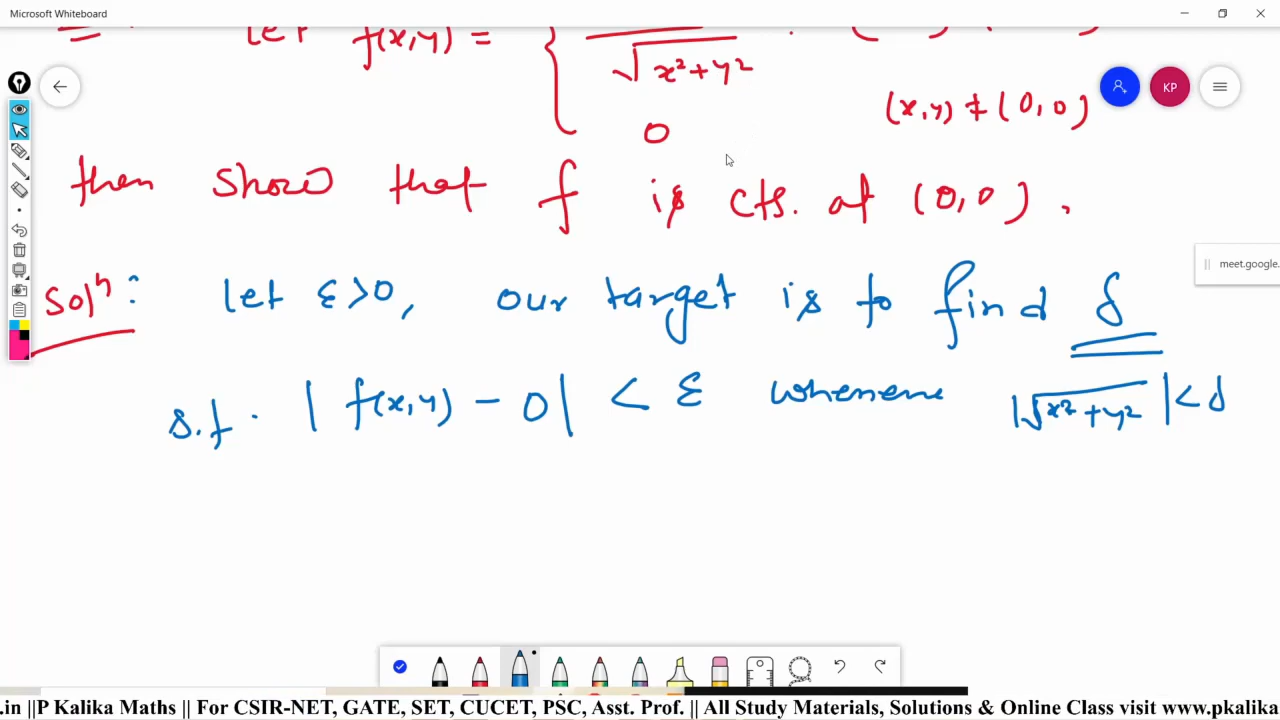 Microsoft Whiteboard
Let f(x,y) = {
√x²+y²
0
(x,y) ≠ (0,0)
KP
then show that f is cts. at (0,0).
Solⁿ: let ε>0, our target is to find δ
meet.google.
s.t. |f(x,y) - 0| < ε whenenve |√x²+y²| < δ
.in ||P Kalika Maths || For CSIR-NET, GATE, SET, CUCET, PSC, Asst. Prof. || All Study Materials, Solutions & Online Class visit www.pkalika